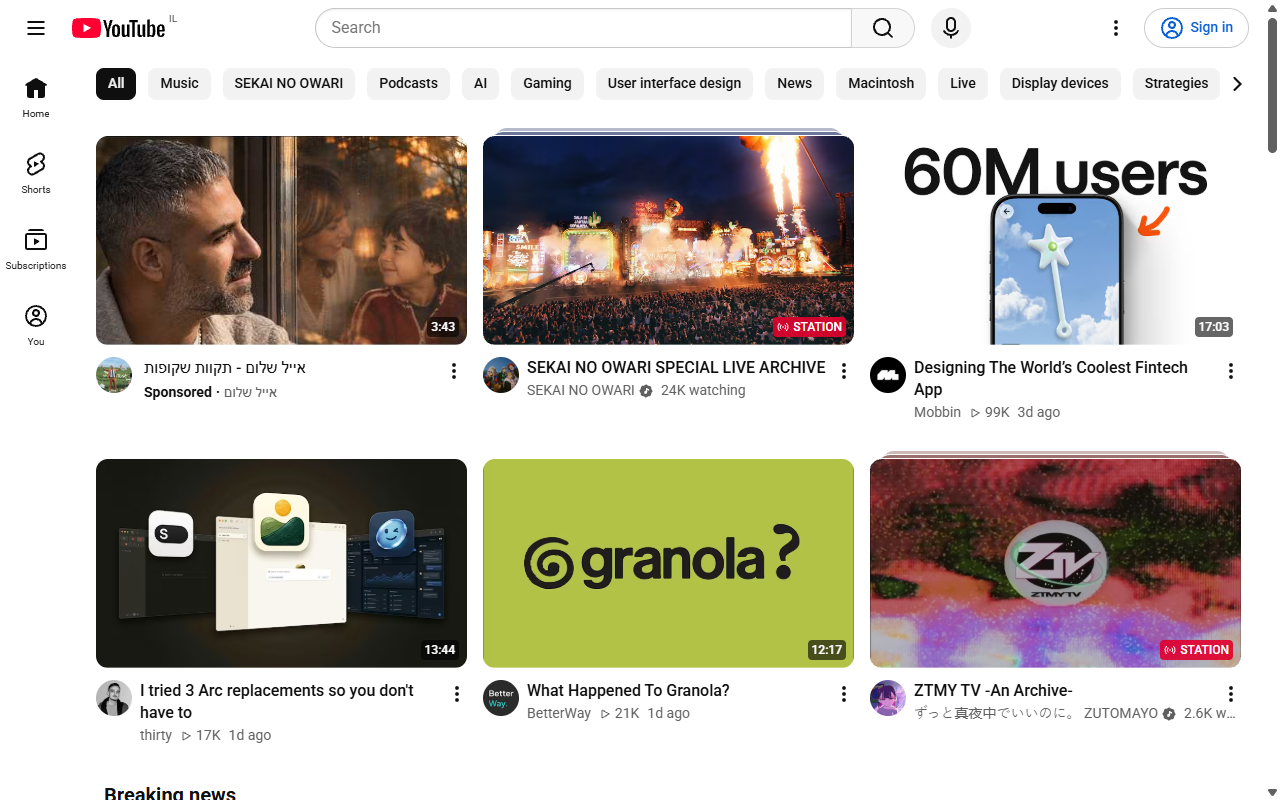 YouTube IL
Search
Sign in
All
Music
SEKAI NO OWARI
Podcasts
AI
Gaming
User interface design
News
Macintosh
Live
Display devices
Strategies
Home
Shorts
Subscriptions
You
3:43
STATION
60M users
17:03
אייל שלום - תקוות שקופות
Sponsored · אייל שלום
SEKAI NO OWARI SPECIAL LIVE ARCHIVE
SEKAI NO OWARI 24K watching
Designing The World’s Coolest Fintech
App
Mobbin 99K 3d ago
S
13:44
granola?
12:17
ZTV
ZTMY TV
STATION
I tried 3 Arc replacements so you don't
have to
thirty 17K 1d ago
Better
Way.
What Happened To Granola?
BetterWay 21K 1d ago
ZTMY TV -An Archive-
ずっと真夜中でいいのに。 ZUTOMAYO 2.6K w…
Breaking news